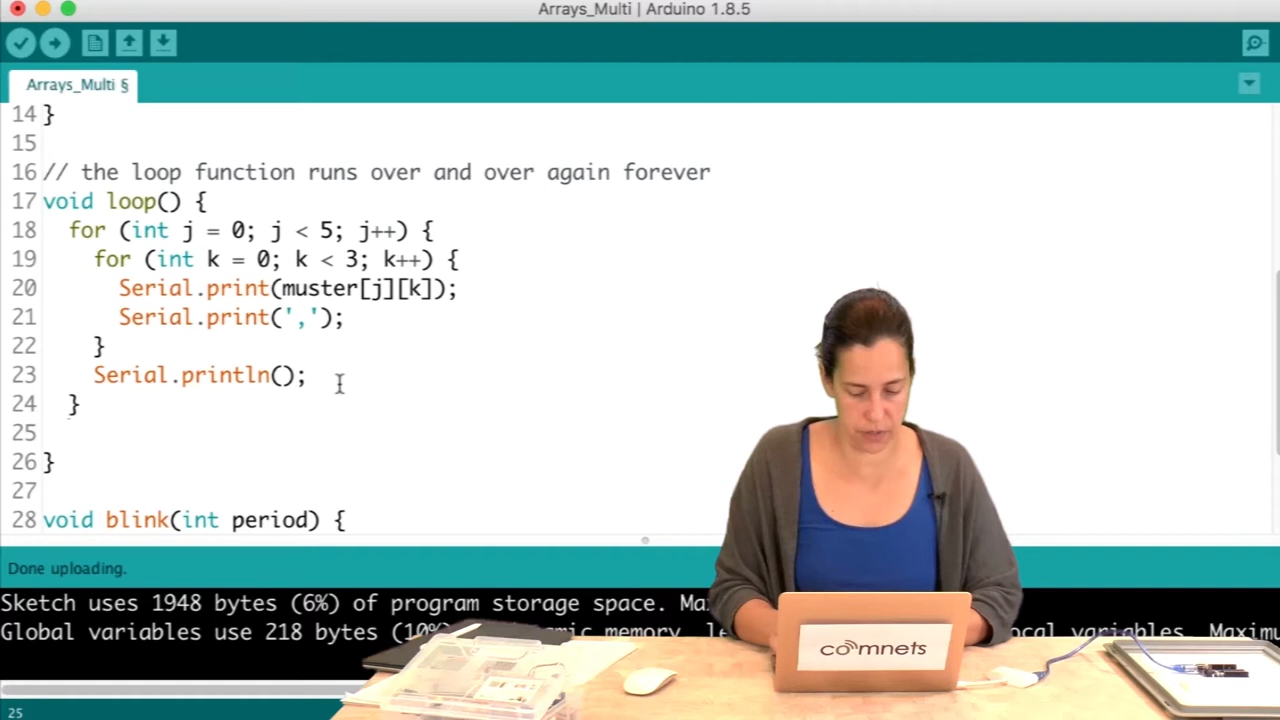 Arrays_Multi | Arduino 1.8.5
Arrays_Multi §
14 }
15
16 // the loop function runs over and over again forever
17 void loop() {
18 for (int j = 0; j < 5; j++) {
19 for (int k = 0; k < 3; k++) {
20 Serial.print(muster[j][k]);
21 Serial.print(',');
22 }
23 Serial.println();
24 }
25
26 }
27
28 void blink(int period) {
Done uploading.
Sketch uses 1948 bytes (6%) of program storage space.
Global variables use 218 bytes (10%) memory, variables.
comnets
25